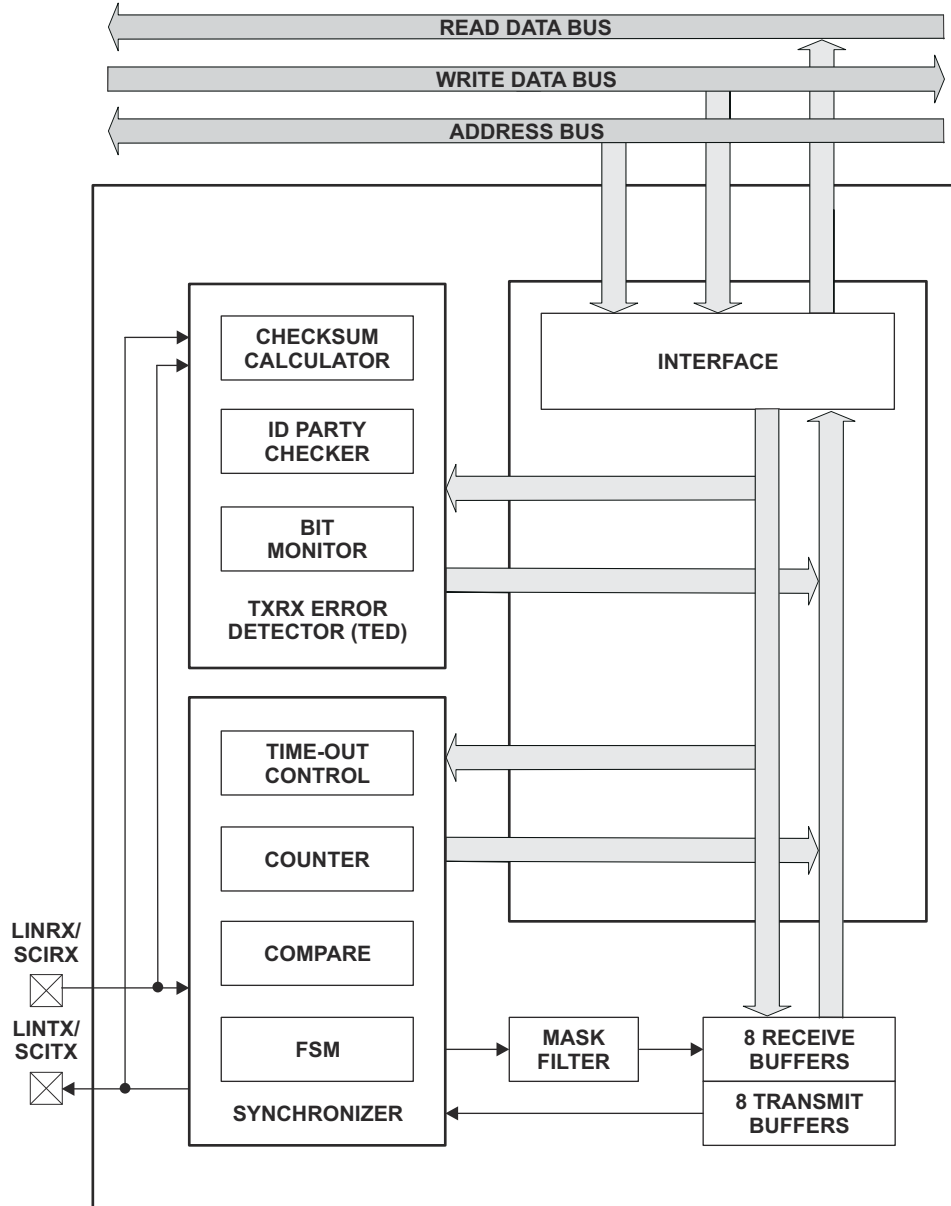 READ DATA BUS
WRITE DATA BUS
ADDRESS BUS
CHECKSUM
CALCULATOR
INTERFACE
ID PARTY
CHECKER
BIT
MONITOR
TXRX ERROR
DETECTOR (TED)
TIME-OUT
CONTROL
COUNTER
COMPARE
FSM
SYNCHRONIZER
LINRX/
SCIRX
LINTX/
SCITX
MASK
FILTER
8 RECEIVE
BUFFERS
8 TRANSMIT
BUFFERS